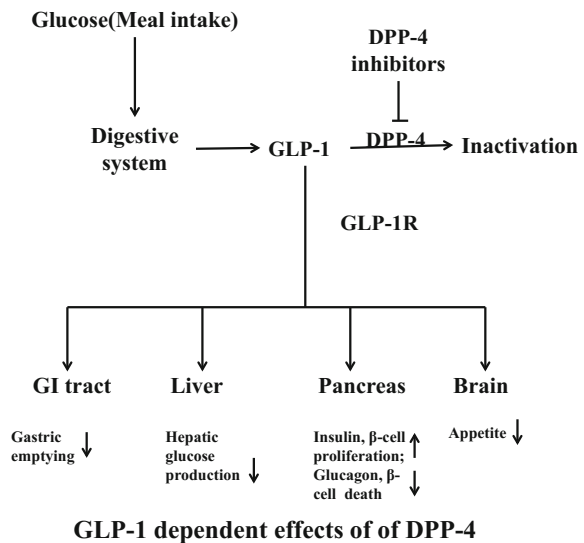 Glucose(Meal intake)
DPP-4
inhibitors
Digestive
system
GLP-1
DPP-4
Inactivation
GLP-1R
GI tract
Liver
Pancreas
Brain
Gastric
emptying
Hepatic
glucose
production
Insulin, β-cell
proliferation;
Glucagon, β-
cell death
Appetite
GLP-1 dependent effects of of DPP-4